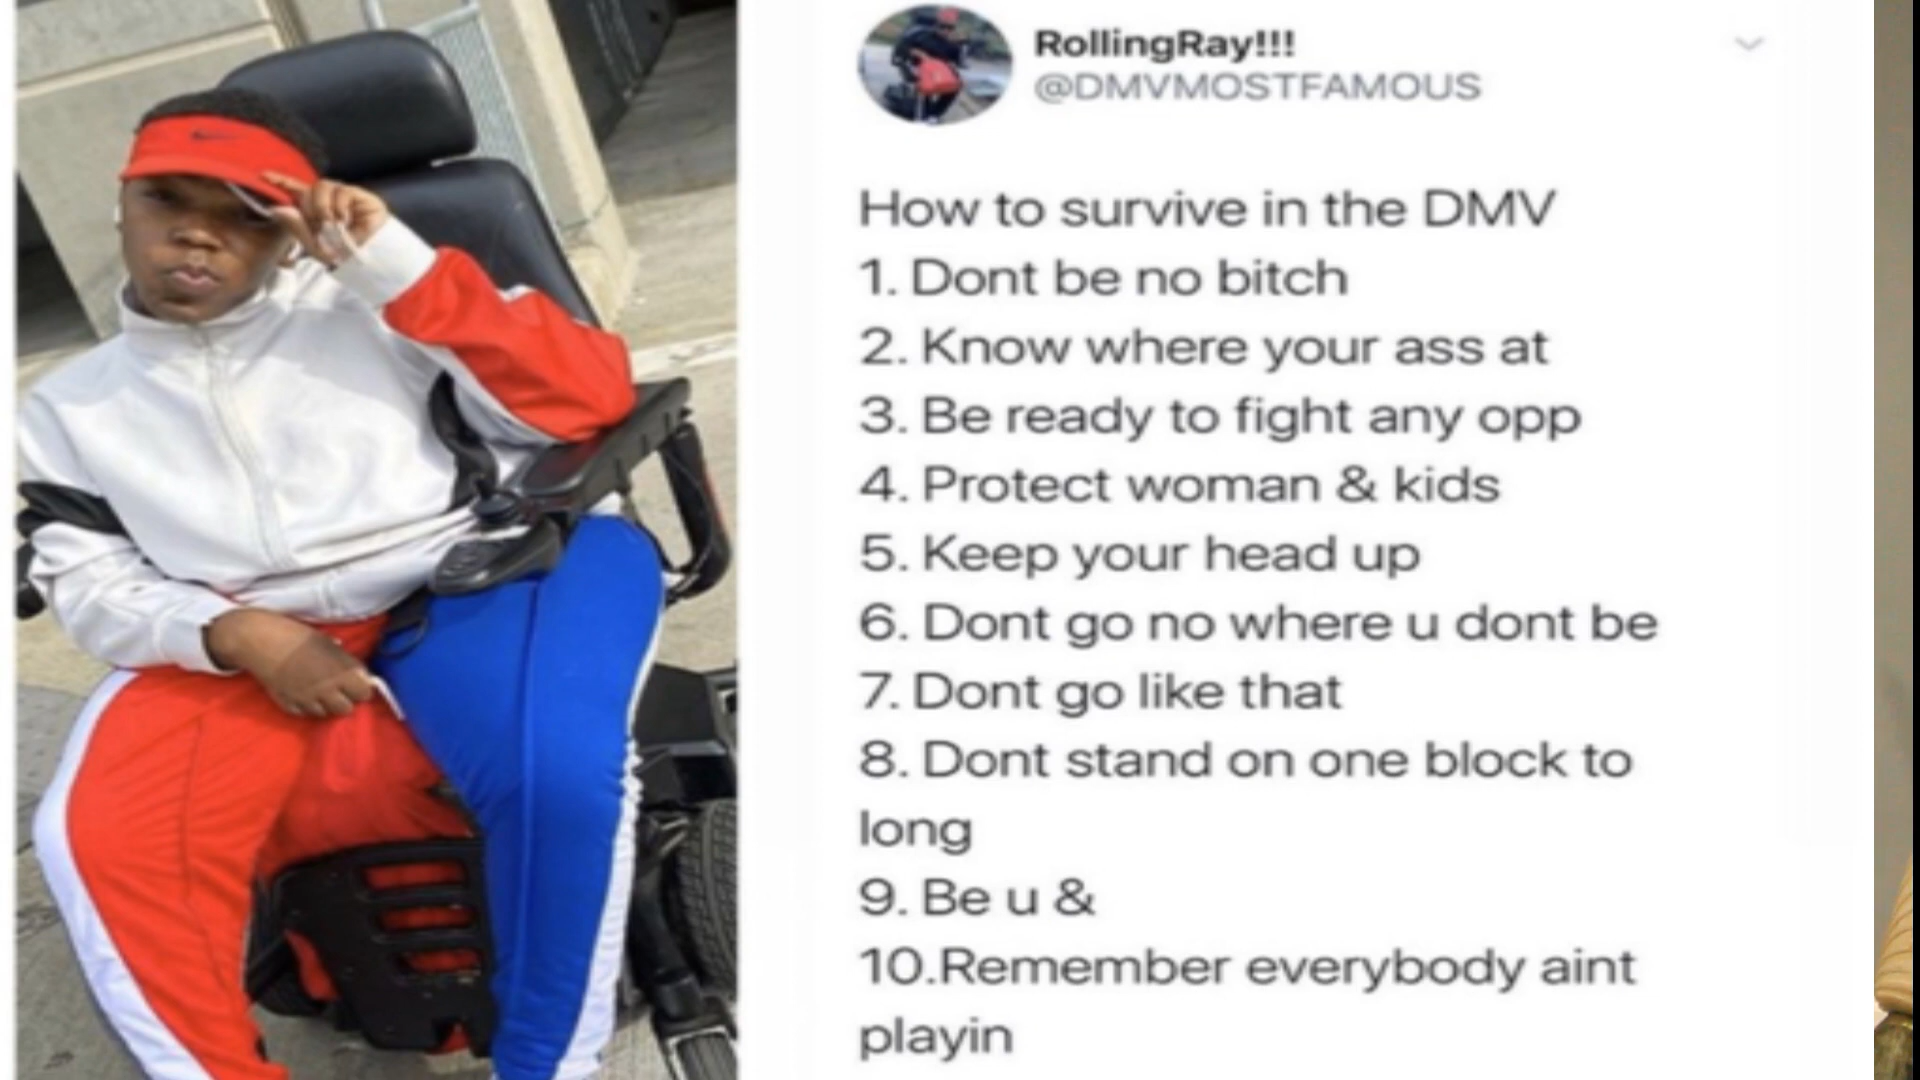 RollingRay!!!
@DMVMOSTFAMOUS
How to survive in the DMV
1. Dont be no bitch
2. Know where your ass at
3. Be ready to fight any opp
4. Protect woman & kids
5. Keep your head up
6. Dont go no where u dont be
7. Dont go like that
8. Dont stand on one block to
long
9. Be u &
10.Remember everybody aint
playin